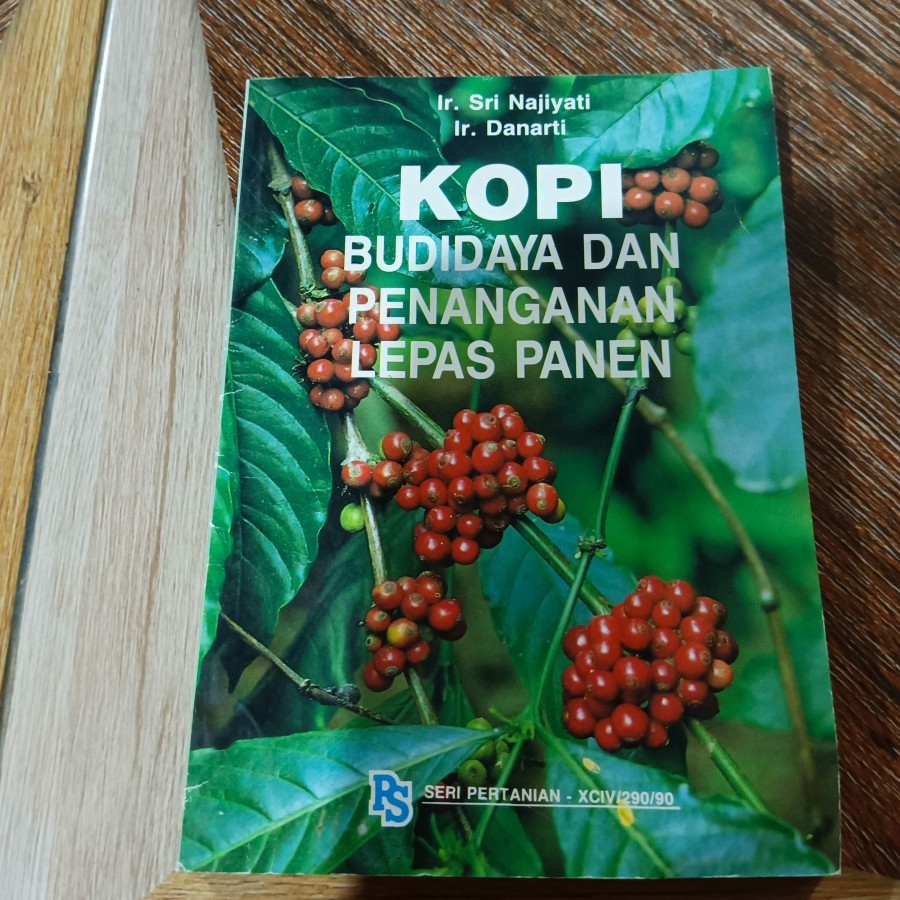 Ir. Sri Najiyati
Ir. Danarti
KOPI
BUDIDAYA DAN
PENANGANAN
LEPAS PANEN
PS
SERI PERTANIAN - XCIV/290/90